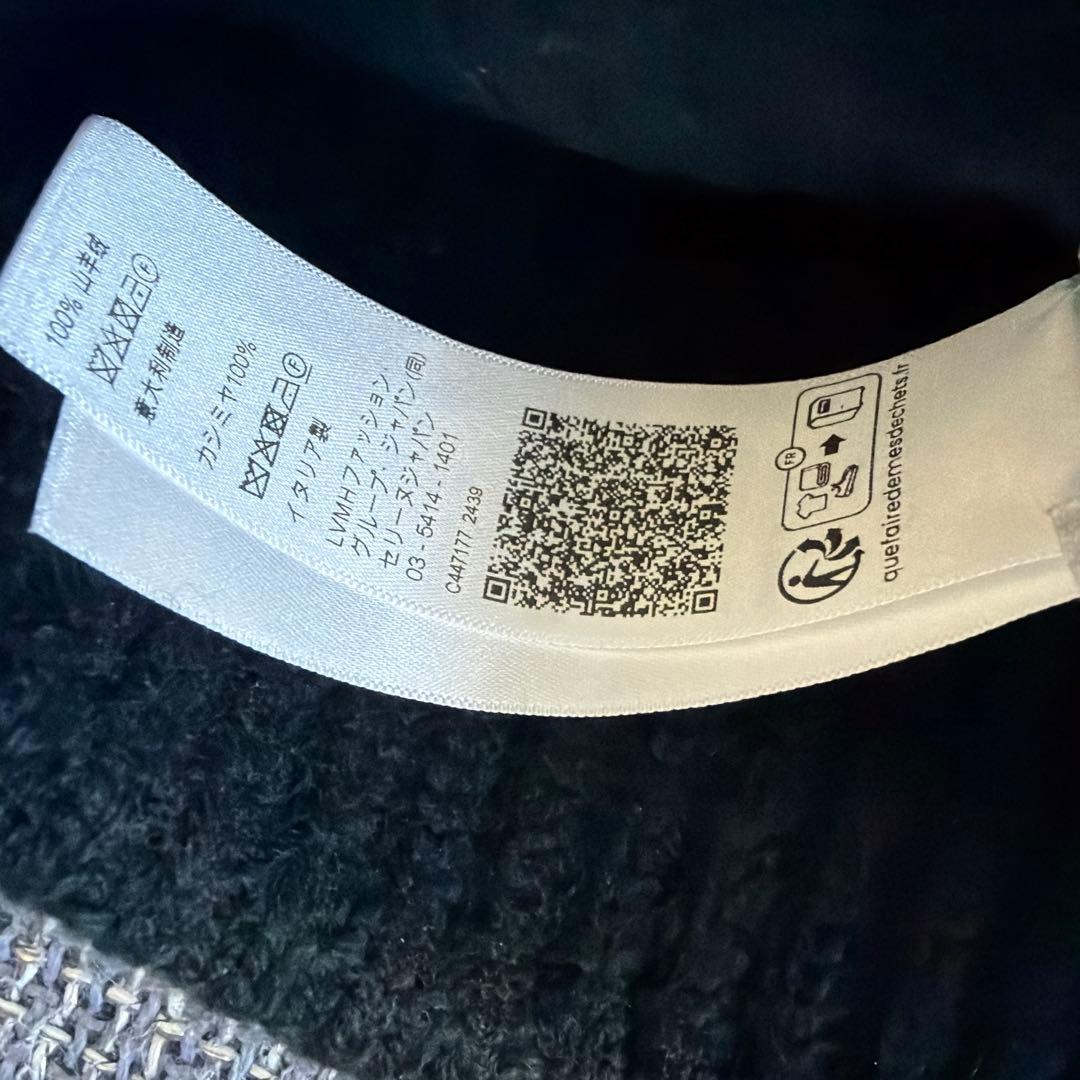 100% 山羊绒
F
意大利制造
カシミヤ100%
F
イタリア製
LVMHファッション
グループ・ジャパン(同)
セリーヌジャパン
03 - 5414 - 1401
C447177 2439
FR
quefairedemesdechets.fr